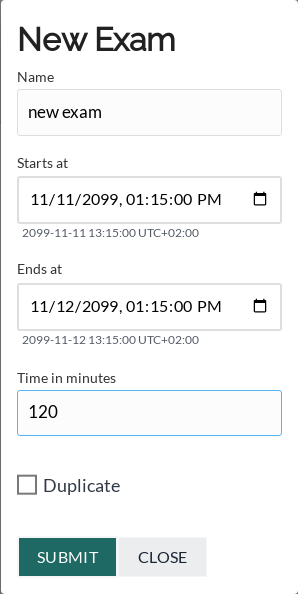 New Exam
Name
new exam
Starts at
11/11/2099, 01:15:00 PM
2099-11-11 13:15:00 UTC+02:00
Ends at
11/12/2099, 01:15:00 PM
2099-11-12 13:15:00 UTC+02:00
Time in minutes
120
Duplicate
SUBMIT CLOSE